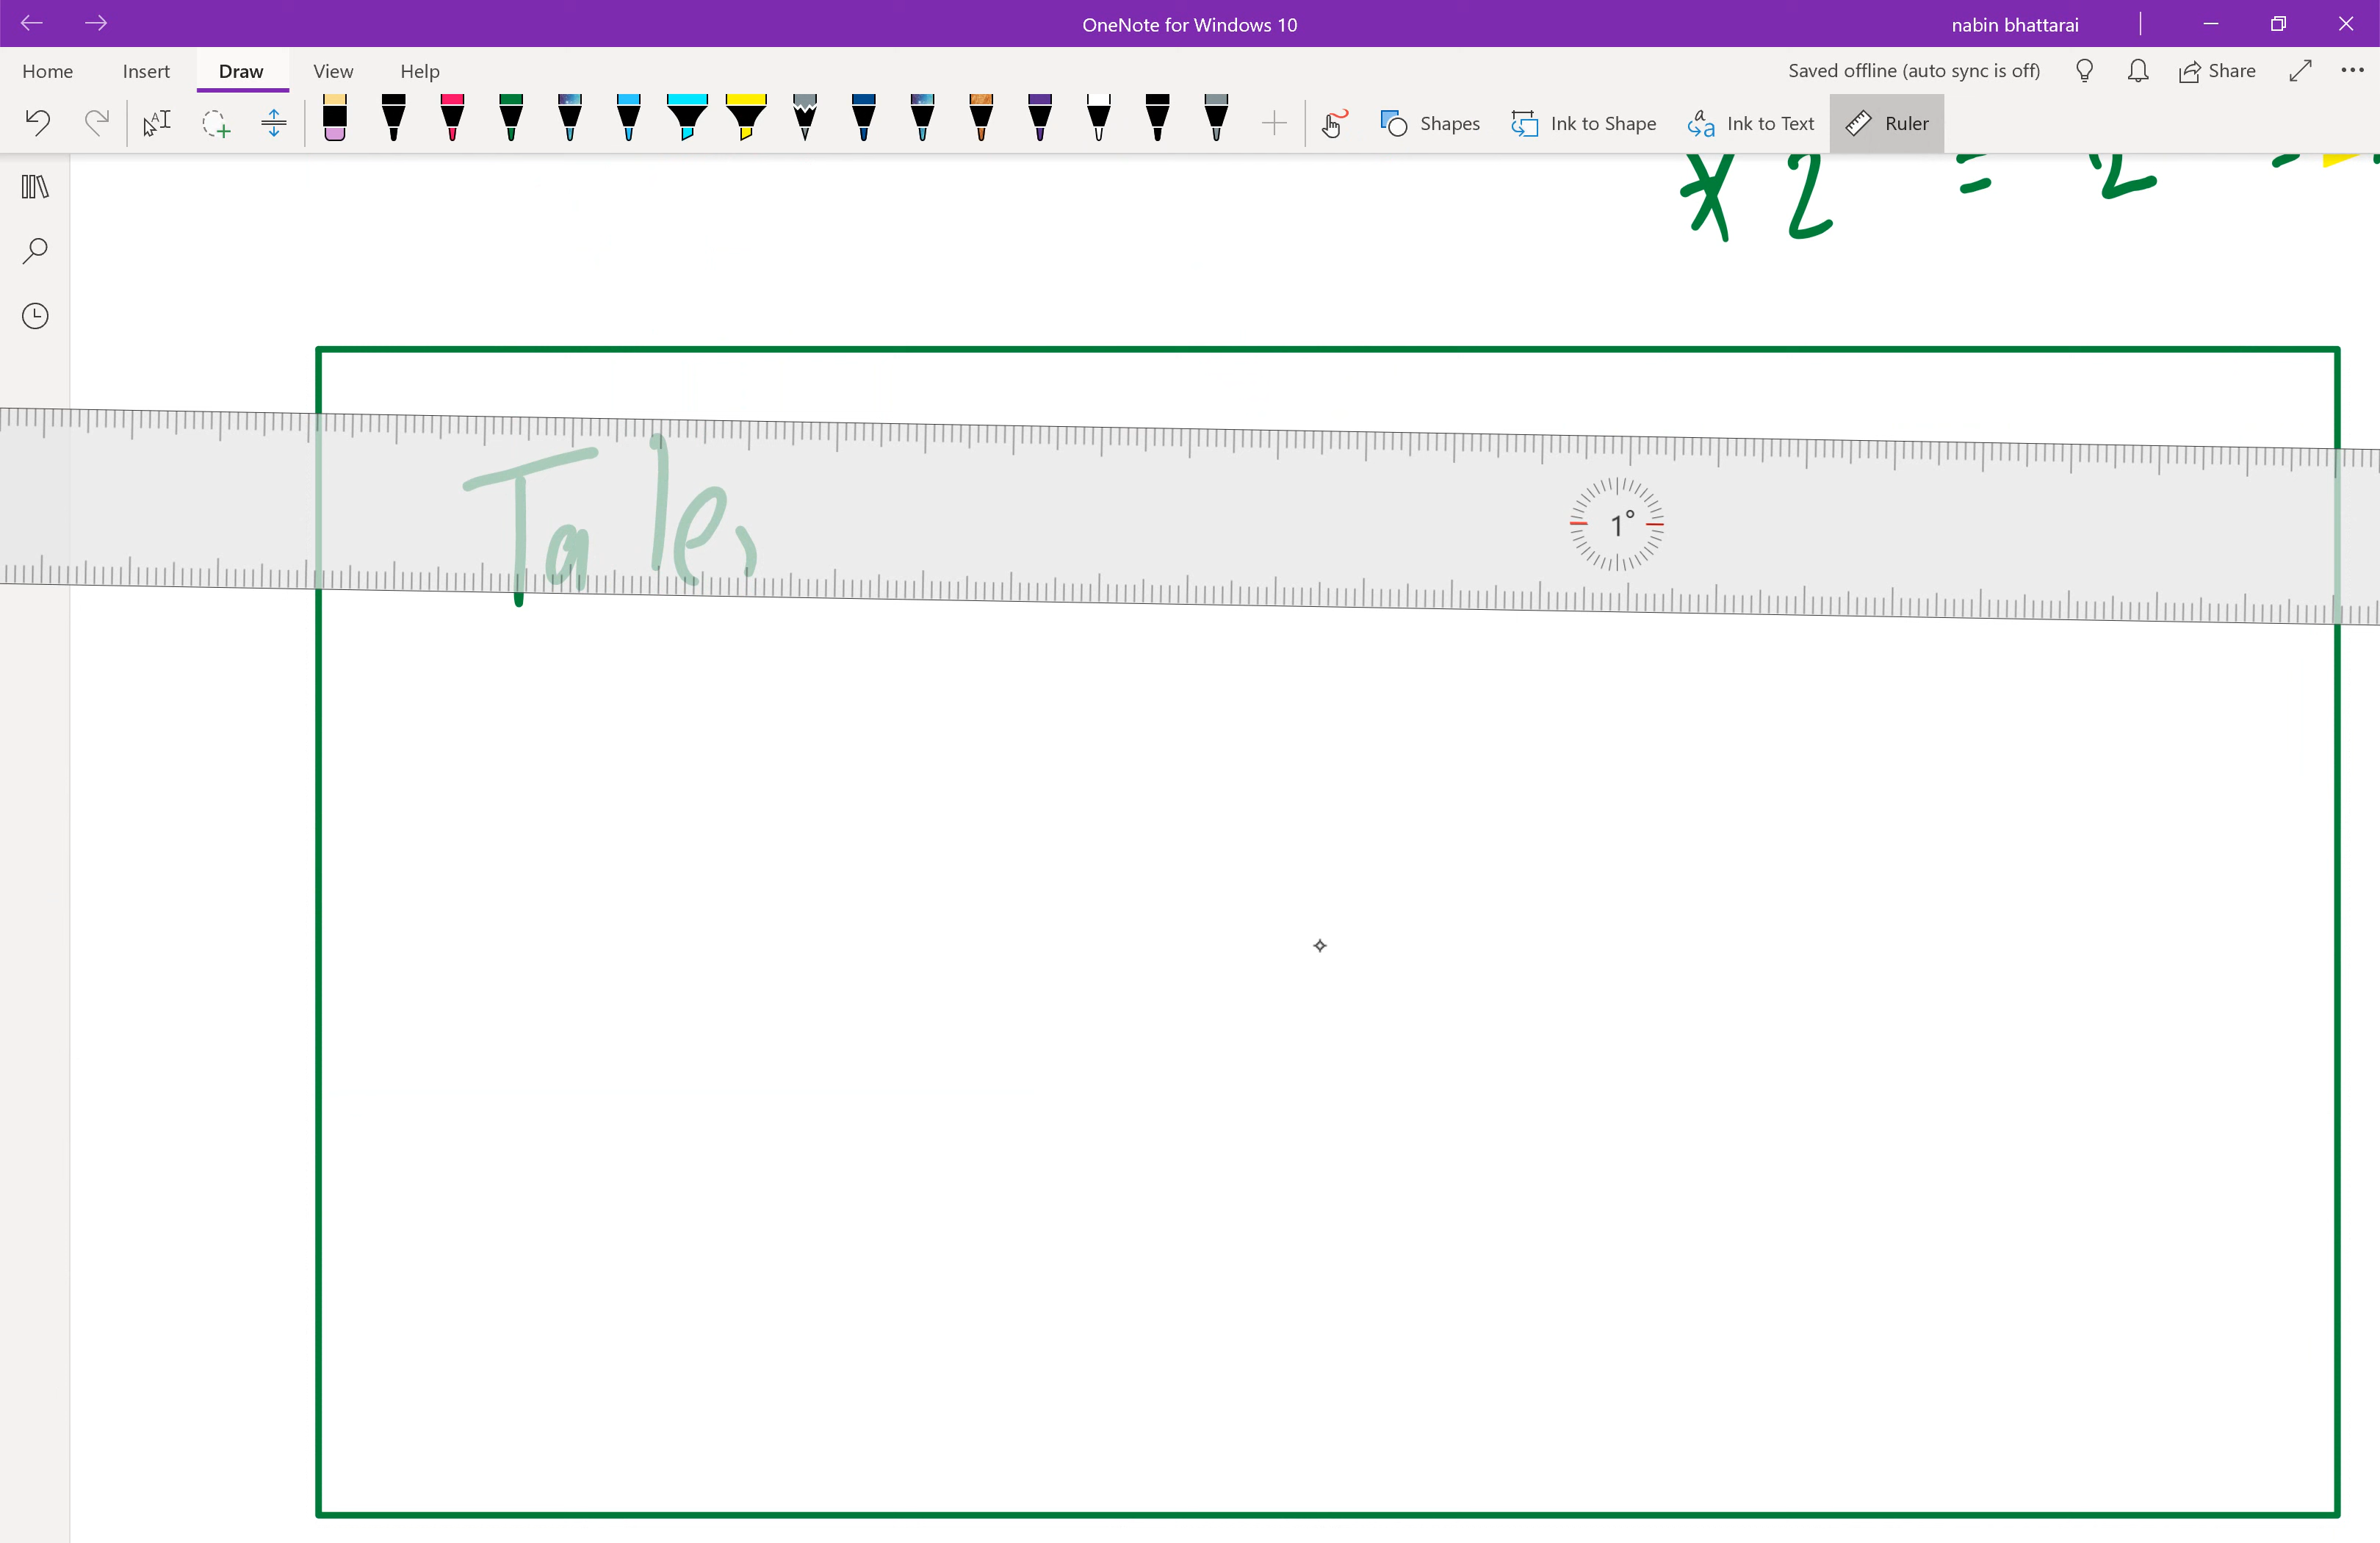 OneNote for Windows 10
nabin bhattarai
Home Insert Draw View Help
Saved offline (auto sync is off) Share
Shapes Ink to Shape Ink to Text Ruler
x 2 = 2
Tale,
1°